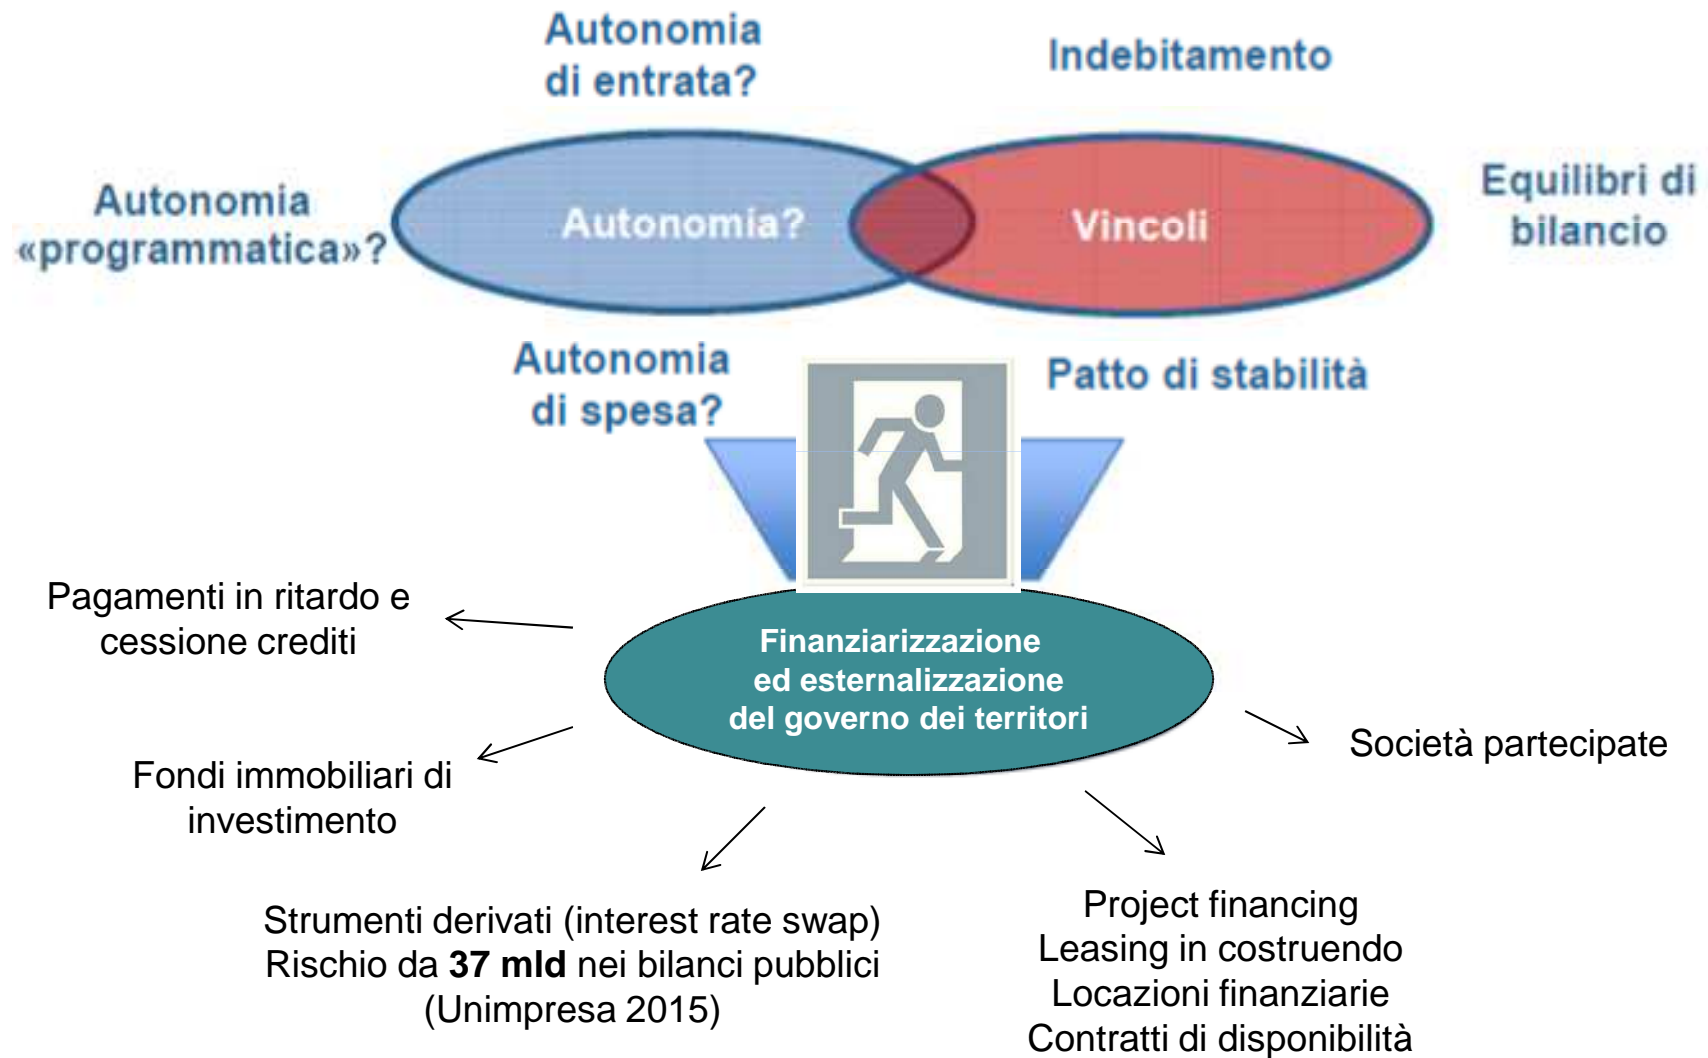 Autonomia
di entrata?
Indebitamento
Autonomia
«programmatica»?
Autonomia?
Vincoli
Equilibri di
bilancio
Autonomia
di spesa?
Patto di stabilità
Pagamenti in ritardo e
cessione crediti
Finanziarizzazione
ed esternalizzazione
del governo dei territori
Società partecipate
Fondi immobiliari di
investimento
Strumenti derivati (interest rate swap)
Rischio da 37 mld nei bilanci pubblici
(Unimpresa 2015)
Project financing
Leasing in costruendo
Locazioni finanziarie
Contratti di disponibilità